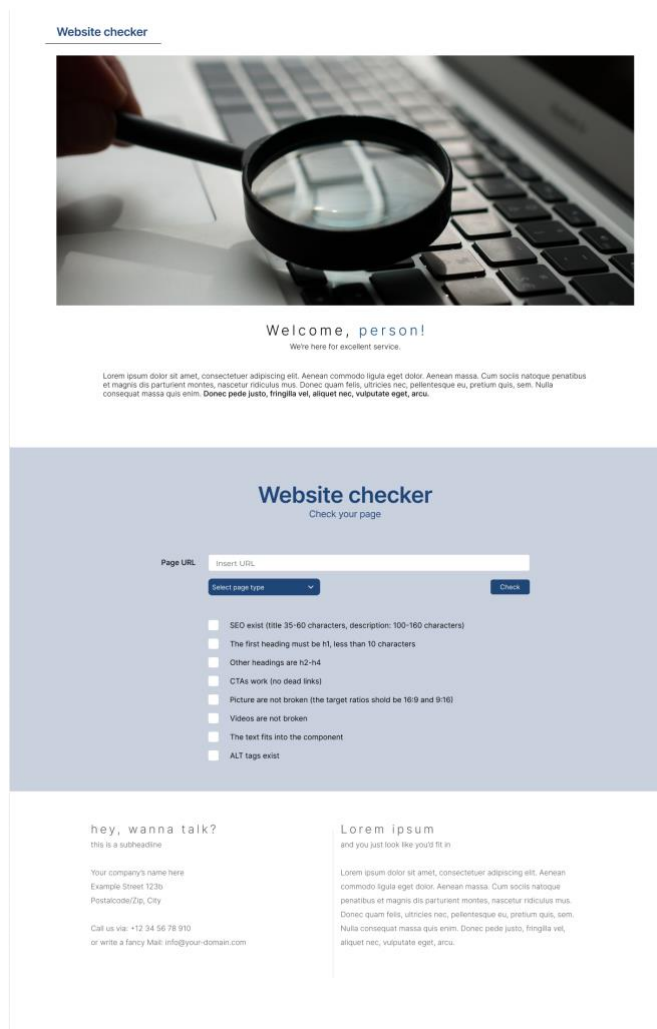 Website checker
Welcome, person!
We're here for excellent service.
Lorem ipsum dolor sit amet, consectetuer adipiscing elit. Aenean commodo ligula eget dolor. Aenean massa. Cum sociis natoque penatibus
et magnis dis parturient montes, nascetur ridiculus mus. Donec quam felis, ultricies nec, pellentesque eu, pretium quis, sem. Nulla
consequat massa quis enim. Donec pede justo, fringilla vel, aliquet nec, vulputate eget, arcu.
Website checker
Check your page
Page URL
Insert URL
Select page type
Check
SEO exist (title 35-60 characters, description: 100-160 characters)
The first heading must be h1, less than 10 characters
Other headings are h2-h4
CTAs work (no dead links)
Picture are not broken (the target ratios shold be 16:9 and 9:16)
Videos are not broken
The text fits into the component
ALT tags exist
hey, wanna talk?
this is a subheadline
Your company's name here
Example Street 123b
Postalcode/Zip, City
Call us via: +12 34 56 78 910
or write a fancy Mail: info@your-domain.com
Lorem ipsum
and you just look like you'd fit in
Lorem ipsum dolor sit amet, consectetuer adipiscing elit. Aenean
commodo ligula eget dolor. Aenean massa. Cum sociis natoque
penatibus et magnis dis parturient montes, nascetur ridiculus mus.
Donec quam felis, ultricies nec, pellentesque eu, pretium quis, sem.
Nulla consequat massa quis enim. Donec pede justo, fringilla vel,
aliquet nec, vulputate eget, arcu.